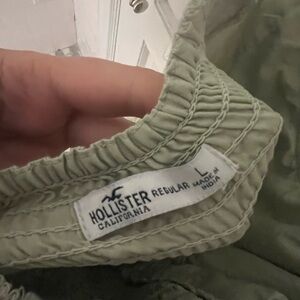 HOLLISTER
CALIFORNIA
REGULAR
L
MADE IN
INDIA